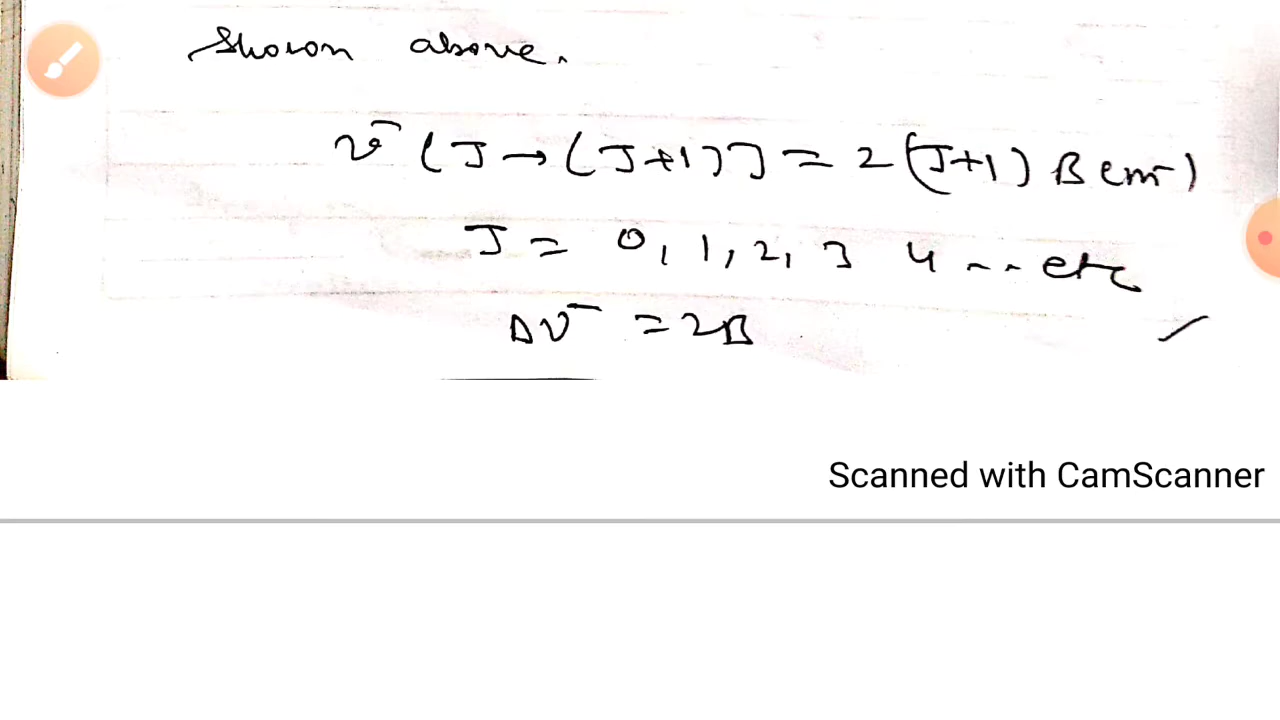 Shown above.
ν̄ (J → (J+1)] = 2(J+1) B cm⁻¹
J = 0, 1, 2, 3 4 -- etc
Δν̄ = 2B
Scanned with CamScanner